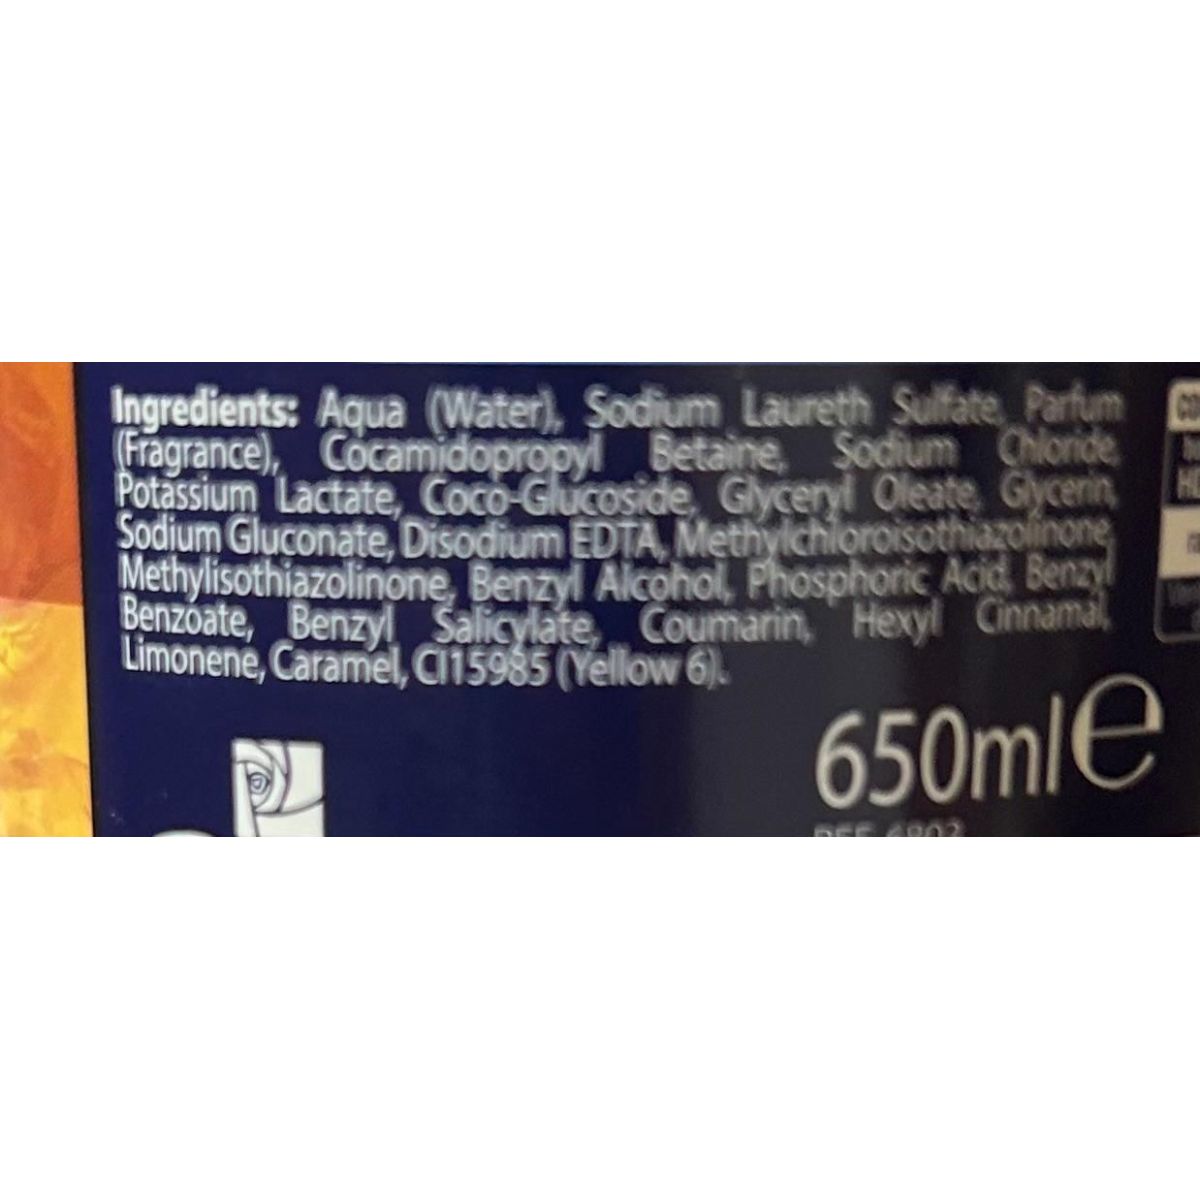 Ingredients: Aqua (Water), Sodium Laureth Sulfate, Parfum
(Fragrance), Cocamidopropyl Betaine, Sodium Chloride,
Potassium Lactate, Coco-Glucoside, Glyceryl Oleate, Glycerin,
Sodium Gluconate, Disodium EDTA, Methylchloroisothiazolinone,
Methylisothiazolinone, Benzyl Alcohol, Phosphoric Acid, Benzyl
Benzoate, Benzyl Salicylate, Coumarin, Hexyl Cinnamal,
Limonene, Caramel, CI15985 (Yellow 6).
650ml e
REF 6802